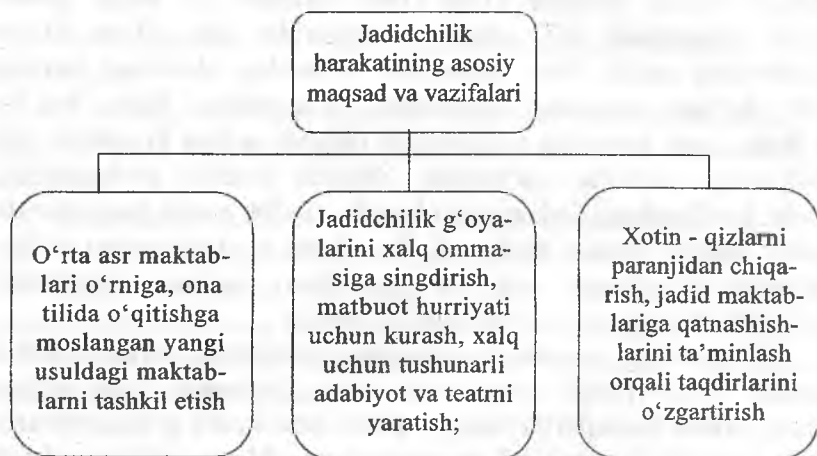 Jadidchilik
harakatining asosiy
maqsad va vazifalari
O‘rta asr maktab-
lari o‘rniga, ona
tilida o‘qitishga
moslangan yangi
usuldagi maktab-
larni tashkil etish
Jadidchilik g‘oya-
larini xalq omma-
siga singdirish,
matbuot hurriyati
uchun kurash, xalq
uchun tushunarli
adabiyot va teatrni
yaratish;
Xotin - qizlarni
paranjidan chiqa-
rish, jadid maktab-
lariga qatnashish-
larini ta’minlash
orqali taqdirlarini
o‘zgartirish